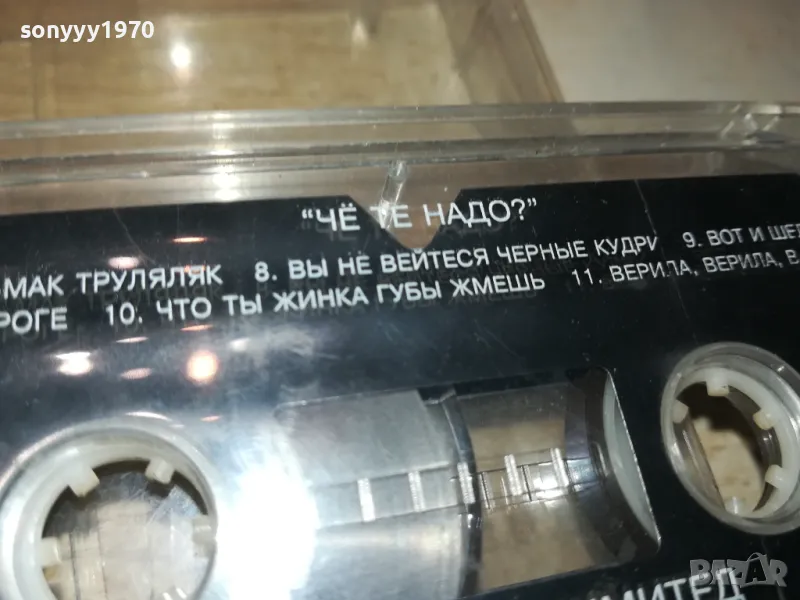 sonyyy1970
"ЧЁ ТЕ НАДО?"
МАК ТРУЛЯЛЯК 8. ВЫ НЕ ВЕЙТЕСЯ ЧЕРНЫЕ КУДРИ 9. ВОТ И
РОГЕ 10. ЧТО ТЫ ЖИНКА ГУБЫ ЖМЕШЬ 11. ВЕРИЛА, ВЕРИЛА, В
BAZAR